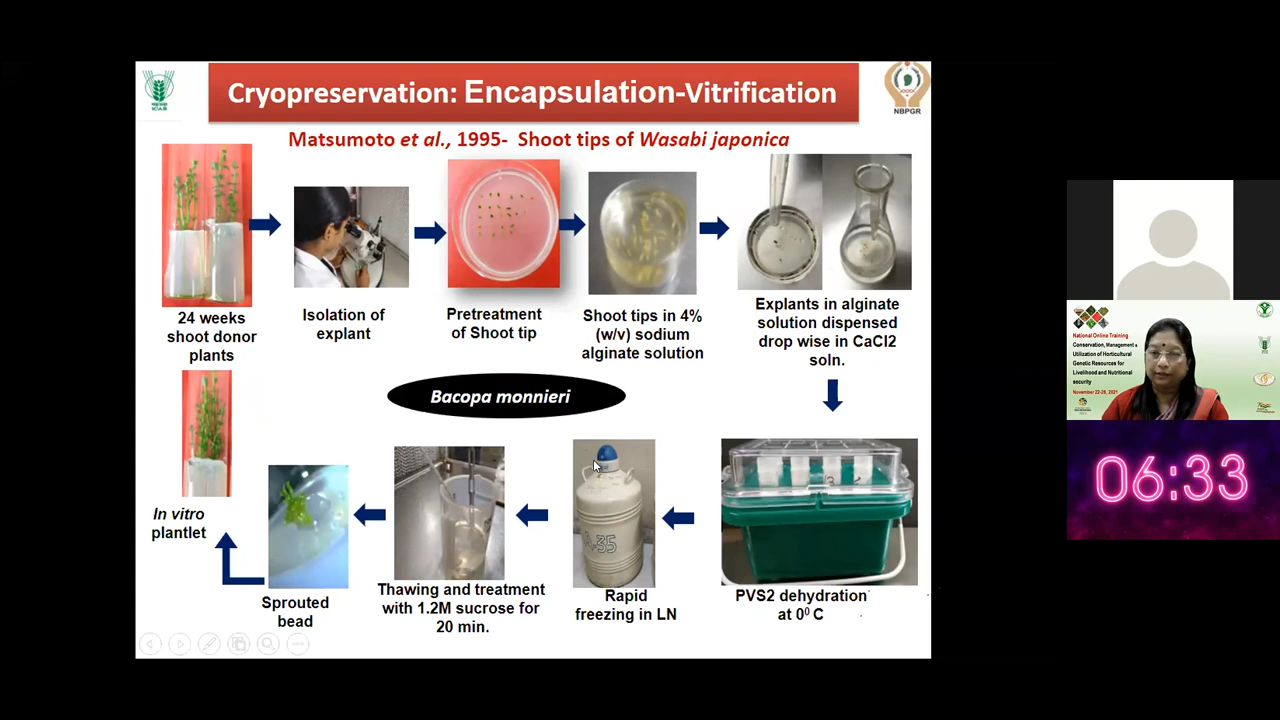 Cryopreservation: Encapsulation-Vitrification
NBPGR
Matsumoto et al., 1995- Shoot tips of Wasabi japonica
24 weeks
shoot donor
plants
Isolation of
explant
Pretreatment
of Shoot tip
Shoot tips in 4%
(w/v) sodium
alginate solution
Explants in alginate
solution dispensed
drop wise in CaCl2
soln.
Bacopa monnieri
In vitro
plantlet
Sprouted
bead
Thawing and treatment
with 1.2M sucrose for
20 min.
35
Rapid
freezing in LN
PVS2 dehydration
at 0⁰ C
National Online Training
Conservation, Management &
Utilization of Horticultural
Genetic Resources for
Livelihood and Nutritional
security
November 22-26, 2021
06:33